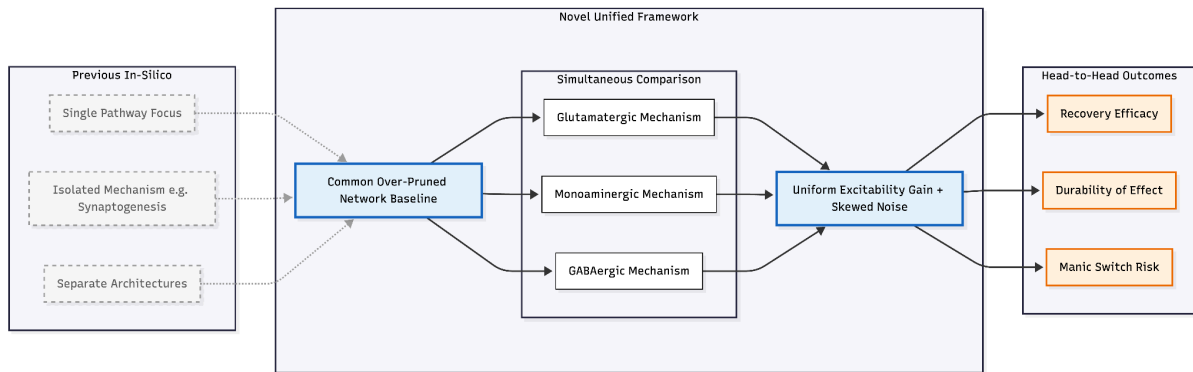 Novel Unified Framework
Previous In-Silico
Single Pathway Focus
Isolated Mechanism e.g.
Synaptogenesis
Separate Architectures
Common Over-Pruned
Network Baseline
Simultaneous Comparison
Glutamatergic Mechanism
Monoaminergic Mechanism
GABAergic Mechanism
Uniform Excitability Gain +
Skewed Noise
Head-to-Head Outcomes
Recovery Efficacy
Durability of Effect
Manic Switch Risk